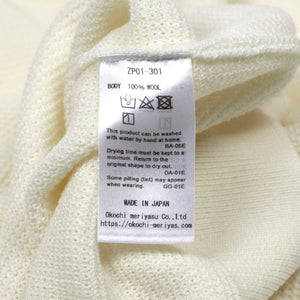 ZP01-301
BODY 100% WOOL
This product can be washed with
water by hand at home.
BA-05E
Drying time must be kept to a
minimum. Return to the
original shape to dry out.
DA-01E
Some pilling (lint) may appear
when wearing. GG-01E
MADE IN JAPAN
Okochi meriyasu Co.,Ltd
https://okochi-meriyas.com